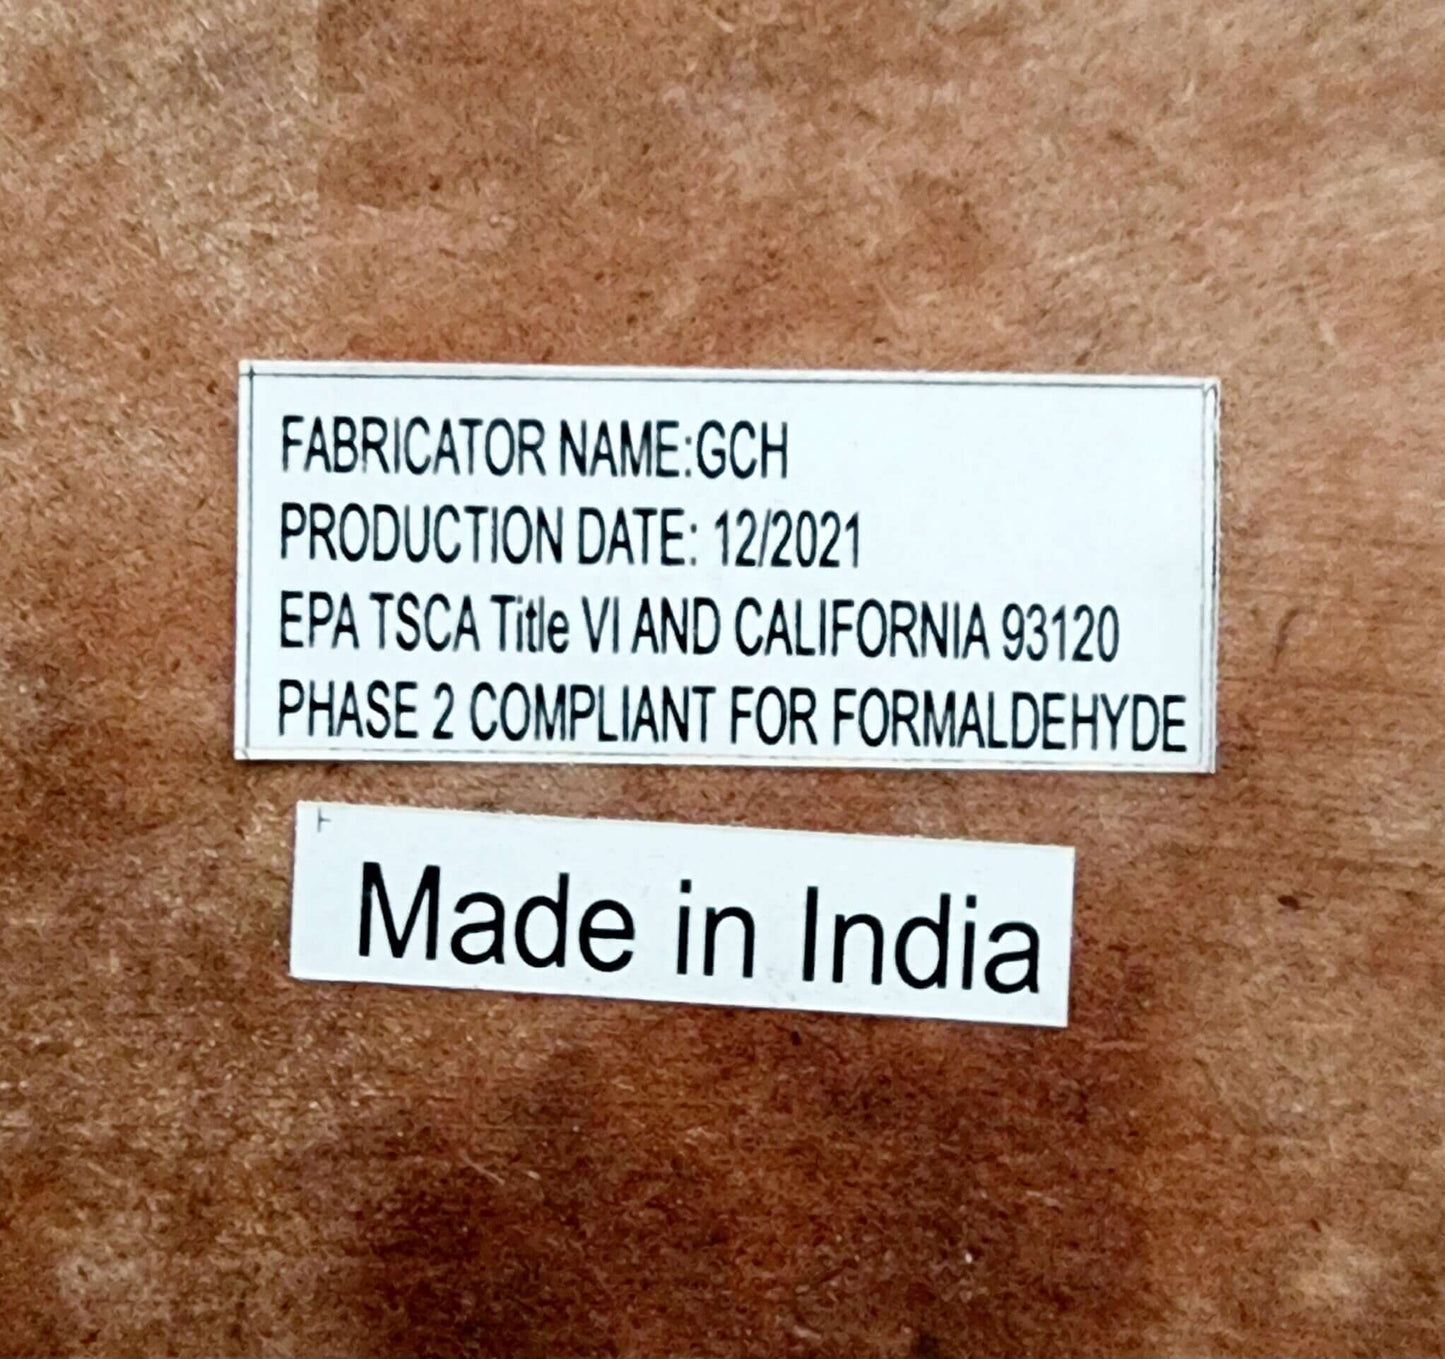 FABRICATOR NAME:GCH
PRODUCTION DATE: 12/2021
EPA TSCA Title VI AND CALIFORNIA 93120
PHASE 2 COMPLIANT FOR FORMALDEHYDE
Made in India